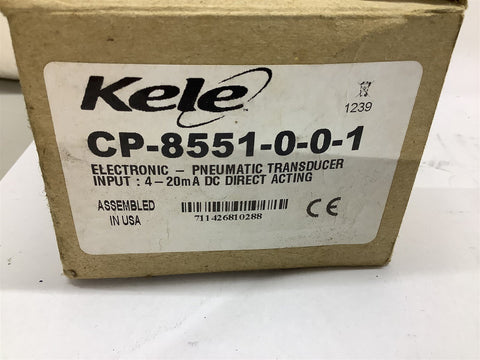 Kele
1239
CP-8551-0-0-1
ELECTRONIC – PNEUMATIC TRANSDUCER
INPUT : 4–20mA DC DIRECT ACTING
ASSEMBLED
IN USA
711426810288
CE